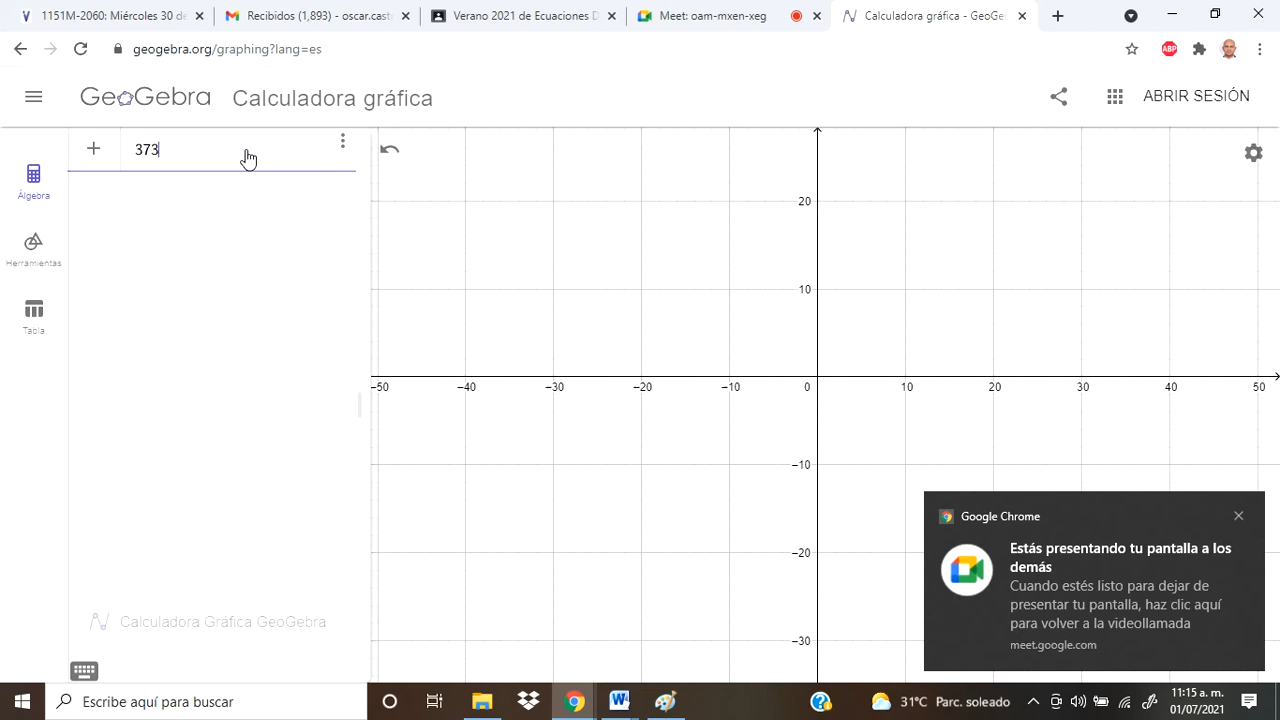 1151M-2060: Miércoles 30 de
Recibidos (1,893) - oscar.cast
Verano 2021 de Ecuaciones D
Meet: oam-mxen-xeg
Calculadora gráfica - GeoGe
geogebra.org/graphing?lang=es
ABP
GeoGebra
Calculadora gráfica
ABRIR SESIÓN
373
Álgebra
Herramientas
Tabla
20
10
−50
−40
−30
−20
−10
0
10
20
30
40
50
−10
−20
−30
Google Chrome
Estás presentando tu pantalla a los
demás
Cuando estés listo para dejar de
presentar tu pantalla, haz clic aquí
para volver a la videollamada
meet.google.com
Calculadora Gráfica GeoGebra
Escribe aquí para buscar
31°C Parc. soleado
11:15 a. m.
01/07/2021